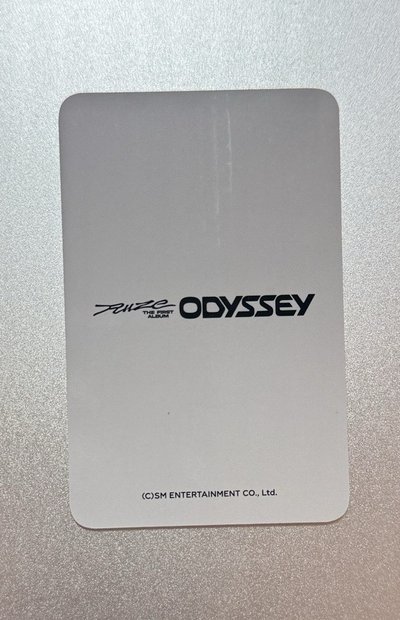 RIIZE
THE FIRST
ALBUM
ODYSSEY
(C)SM ENTERTAINMENT CO., Ltd.